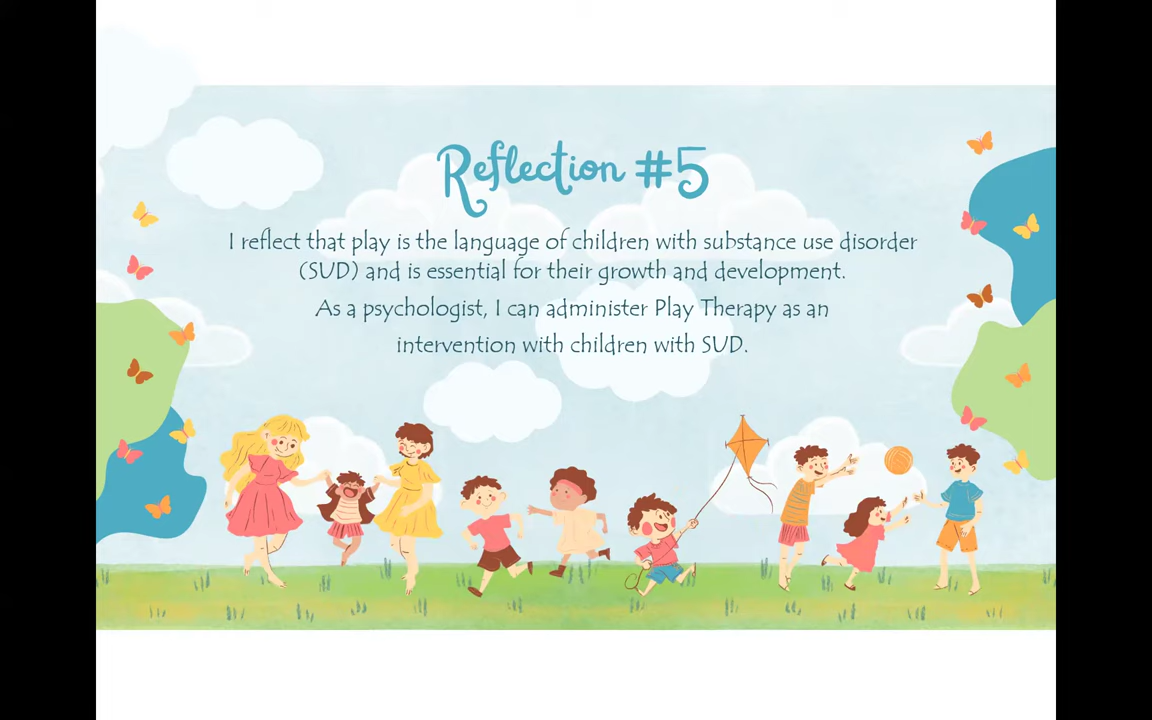 Reflection #5
I reflect that play is the language of children with substance use disorder
(SUD) and is essential for their growth and development.
As a psychologist, I can administer Play Therapy as an
intervention with children with SUD.